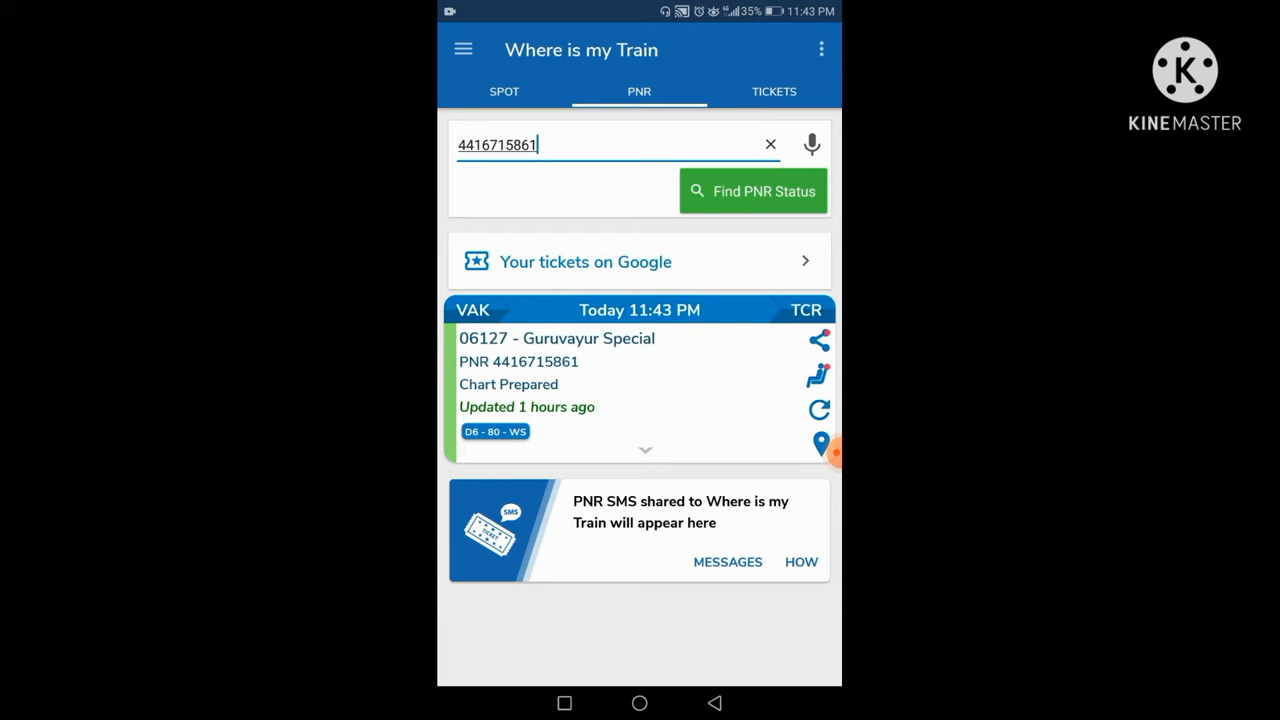 35% 11:43 PM
Where is my Train
SPOT PNR TICKETS
4416715861
Find PNR Status
Your tickets on Google
VAK Today 11:43 PM TCR
06127 - Guruvayur Special
PNR 4416715861
Chart Prepared
Updated 1 hours ago
D6 - 80 - WS
SMS
TICKET
PNR SMS shared to Where is my
Train will appear here
MESSAGES HOW
K
KINEMASTER